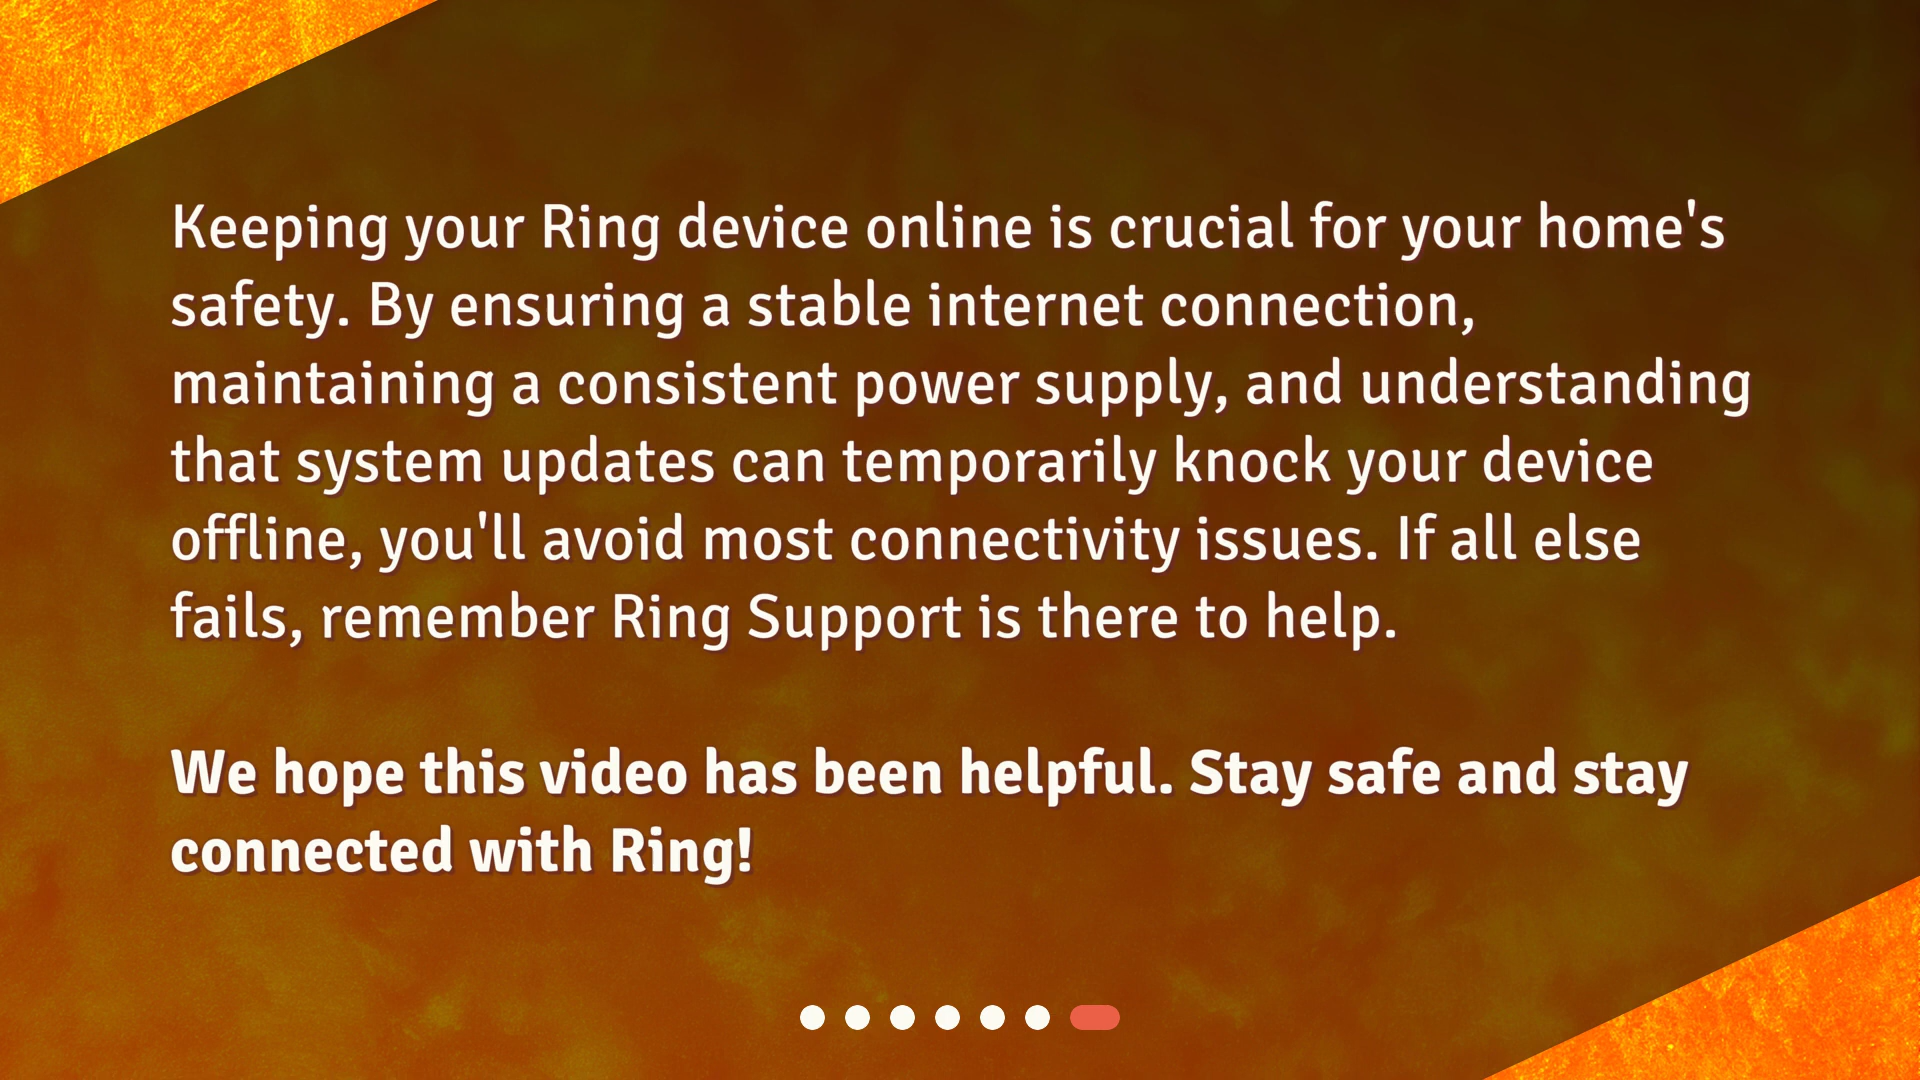 Keeping your Ring device online is crucial for your home's
safety. By ensuring a stable internet connection,
maintaining a consistent power supply, and understanding
that system updates can temporarily knock your device
offline, you'll avoid most connectivity issues. If all else
fails, remember Ring Support is there to help.
We hope this video has been helpful. Stay safe and stay
connected with Ring!